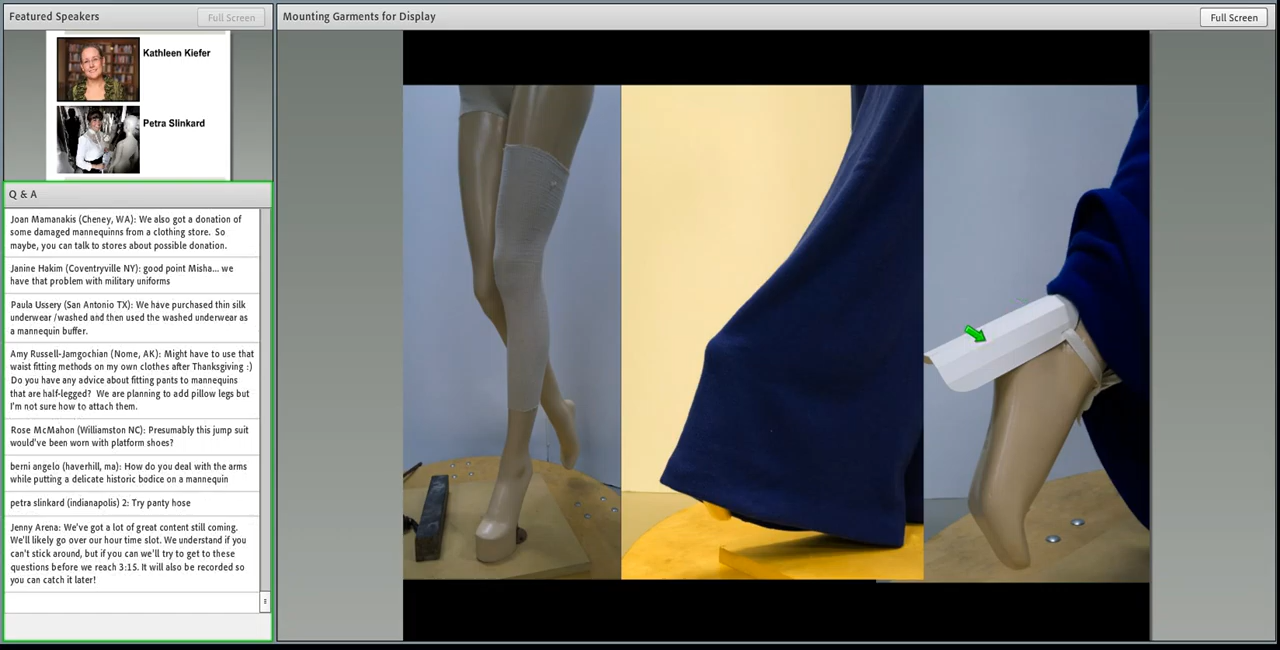 Featured Speakers
Full Screen
Kathleen Kiefer
Petra Slinkard
Q & A
Joan Mamanakis (Cheney, WA): We also got a donation of
some damaged mannequinns from a clothing store.  So
maybe, you can talk to stores about possible donation.
Janine Hakim (Coventryville NY): good point Misha... we
have that problem with military uniforms
Paula Ussery (San Antonio TX): We have purchased thin silk
underwear /washed and then used the washed underwear as
a mannequin buffer.
Amy Russell-Jamgochian (Nome, AK): Might have to use that
waist fitting methods on my own clothes after Thanksgiving :)
Do you have any advice about fitting pants to mannequins
that are half-legged?  We are planning to add pillow legs but
I'm not sure how to attach them.
Rose McMahon (Williamston NC): Presumably this jump suit
would've been worn with platform shoes?
berni angelo (haverhill, ma): How do you deal with the arms
while putting a delicate historic bodice on a mannequin
petra slinkard (indianapolis) 2: Try panty hose
Jenny Arena: We've got a lot of great content still coming.
We'll likely go over our hour time slot. We understand if you
can't stick around, but if you can we'll try to get to these
questions before we reach 3:15. It will also be recorded so
you can catch it later!
Mounting Garments for Display
Full Screen